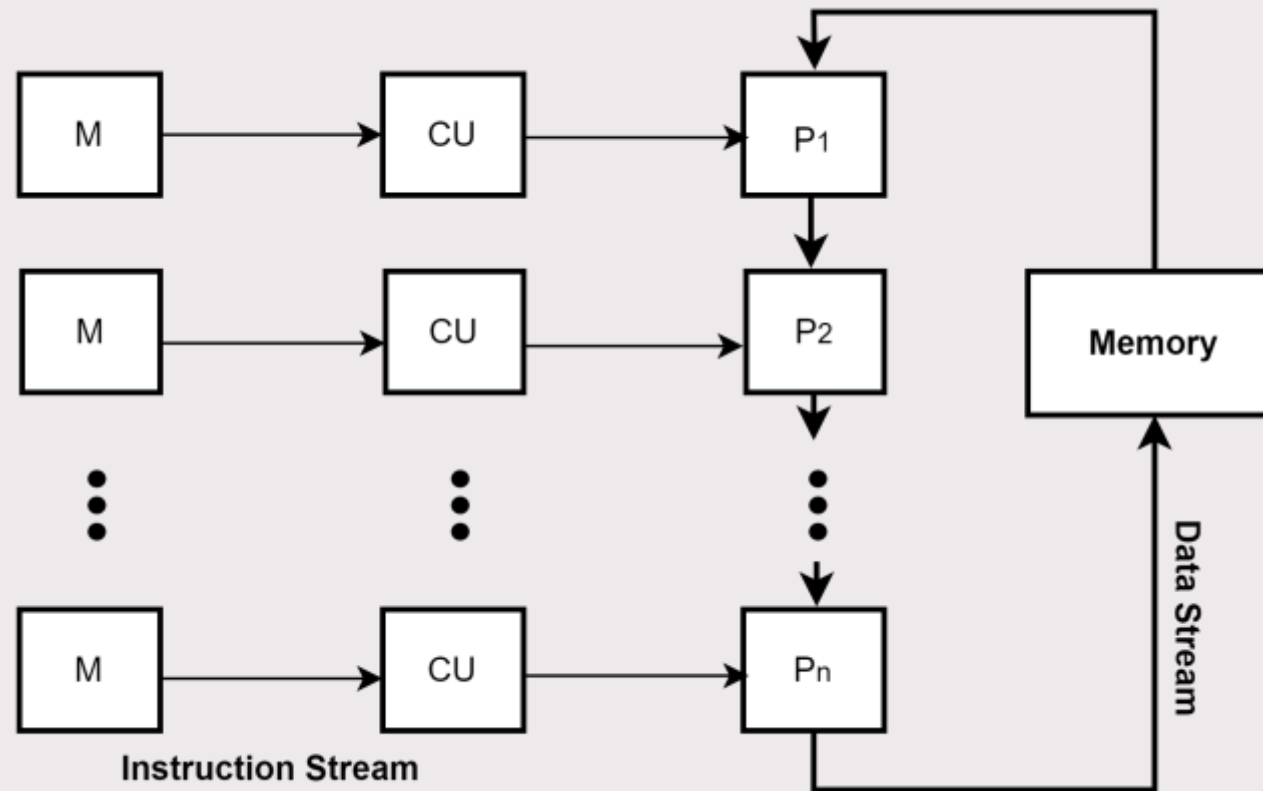 M
CU
P1
M
CU
P2
Memory
M
CU
Pn
Data Stream
Instruction Stream